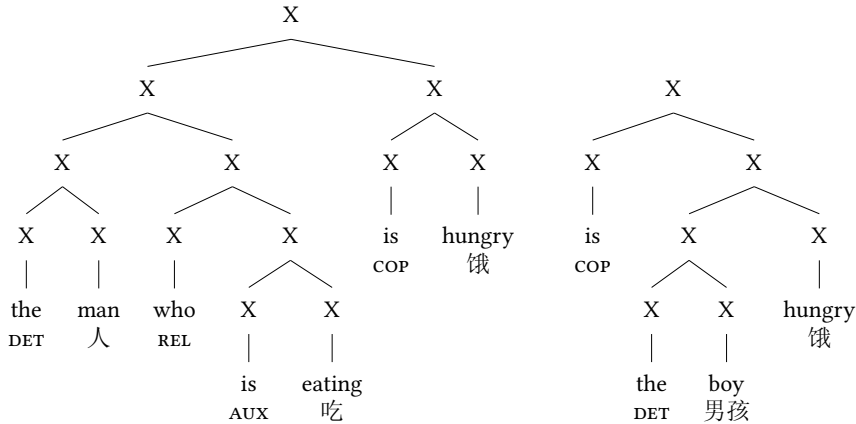 X
X X X
X X X X X X
X X X X is hungry is X X
COP 饿 COP
the man who X X X X hungry
DET 人 REL 饿
is eating the boy
AUX 吃 DET 男孩